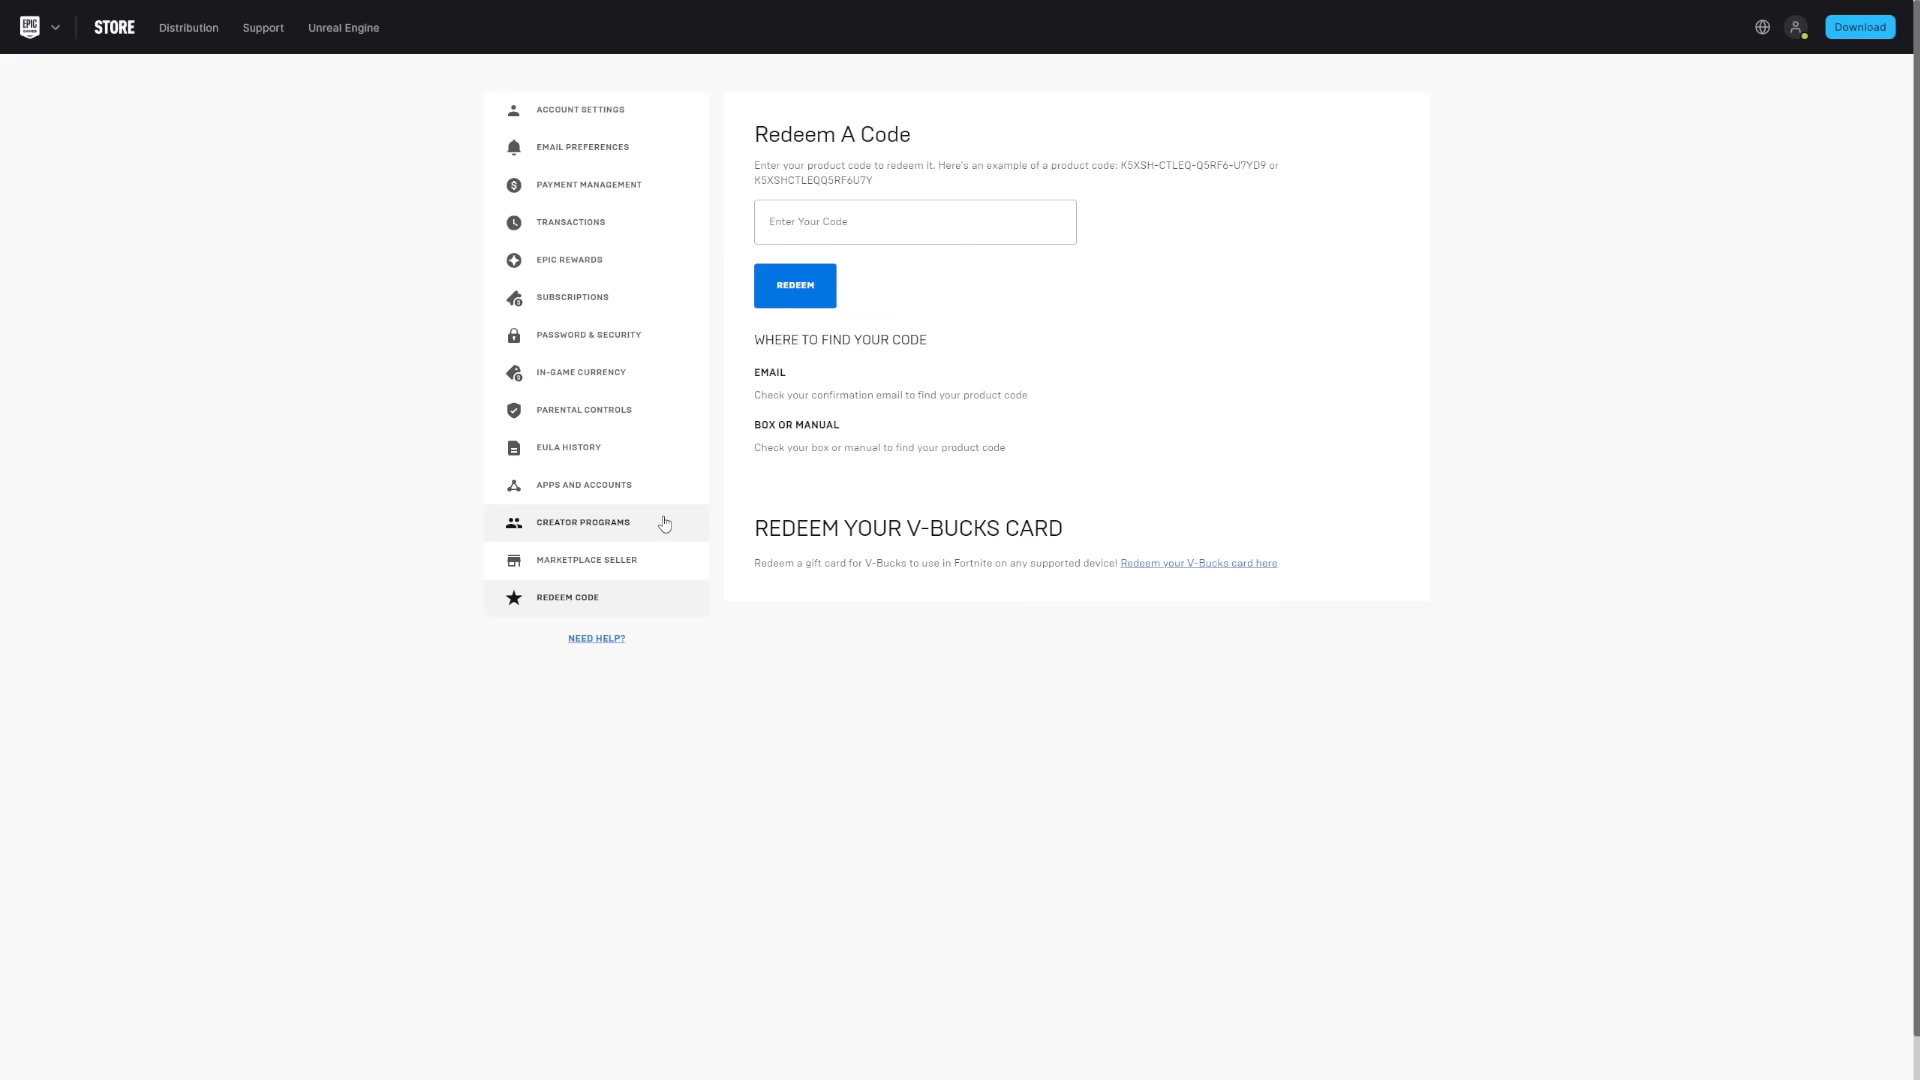 EPIC
GAMES
STORE
Distribution
Support
Unreal Engine
Download
ACCOUNT SETTINGS
EMAIL PREFERENCES
PAYMENT MANAGEMENT
TRANSACTIONS
EPIC REWARDS
SUBSCRIPTIONS
PASSWORD & SECURITY
IN-GAME CURRENCY
PARENTAL CONTROLS
EULA HISTORY
APPS AND ACCOUNTS
CREATOR PROGRAMS
MARKETPLACE SELLER
REDEEM CODE
NEED HELP?
Redeem A Code
Enter your product code to redeem it. Here's an example of a product code: K5XSH-CTLEQ-Q5RF6-U7YD9 or
K5XSHCTLEQQ5RF6U7Y
Enter Your Code
REDEEM
WHERE TO FIND YOUR CODE
EMAIL
Check your confirmation email to find your product code
BOX OR MANUAL
Check your box or manual to find your product code
REDEEM YOUR V-BUCKS CARD
Redeem a gift card for V-Bucks to use in Fortnite on any supported device! Redeem your V-Bucks card here